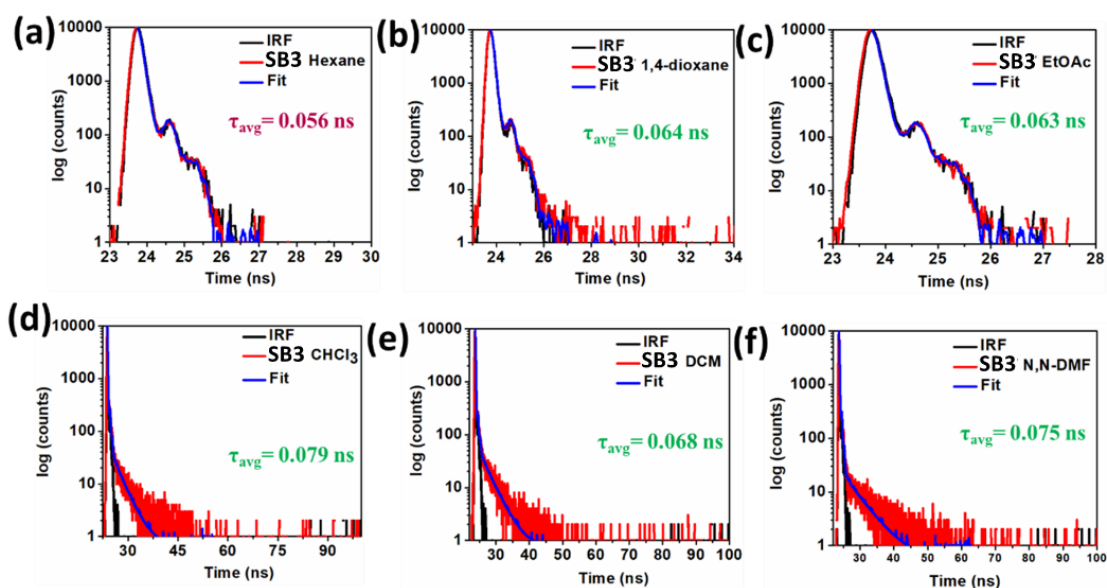 (a)
log (counts)
10000
1000
100
10
1
IRF
SB3 Hexane
Fit
τavg= 0.056 ns
23 24 25 26 27 28 29 30
Time (ns)
(b)
log (counts)
10000
1000
100
10
1
IRF
SB3 1,4-dioxane
Fit
τavg= 0.064 ns
24 26 28 30 32 34
Time (ns)
(c)
log (counts)
10000
1000
100
10
1
IRF
SB3 EtOAc
Fit
τavg= 0.063 ns
23 24 25 26 27 28
Time (ns)
(d)
log (counts)
10000
1000
100
10
1
IRF
SB3 CHCl3
Fit
τavg= 0.079 ns
30 45 60 75 90
Time (ns)
(e)
log (counts)
10000
1000
100
10
1
IRF
SB3 DCM
Fit
τavg= 0.068 ns
30 40 50 60 70 80 90 100
Time (ns)
(f)
log (counts)
10000
1000
100
10
1
IRF
SB3 N,N-DMF
Fit
τavg= 0.075 ns
30 40 50 60 70 80 90 100
Time (ns)